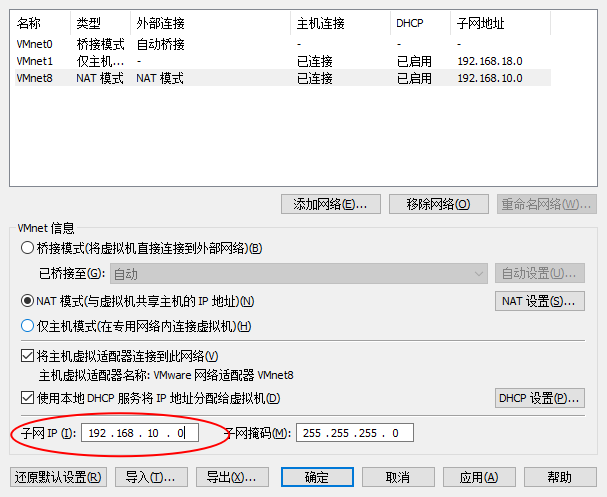 名称 类型 外部连接 主机连接 DHCP 子网地址
VMnet0 桥接模式 自动桥接 - - -
VMnet1 仅主机... - 已连接 已启用 192.168.18.0
VMnet8 NAT 模式 NAT 模式 已连接 已启用 192.168.10.0
添加网络(E)... 移除网络(O) 重命名网络(W)...
VMnet 信息
桥接模式(将虚拟机直接连接到外部网络)(B)
已桥接至(G): 自动 自动设置(U)...
NAT 模式(与虚拟机共享主机的 IP 地址)(N) NAT 设置(S)...
仅主机模式(在专用网络内连接虚拟机)(H)
将主机虚拟适配器连接到此网络(V)
主机虚拟适配器名称: VMware 网络适配器 VMnet8
使用本地 DHCP 服务将 IP 地址分配给虚拟机(D) DHCP 设置(P)...
子网 IP (I): 192 .168 . 10 . 0 子网掩码(M): 255 .255 .255 . 0
还原默认设置(R) 导入(T)... 导出(X)... 确定 取消 应用(A) 帮助